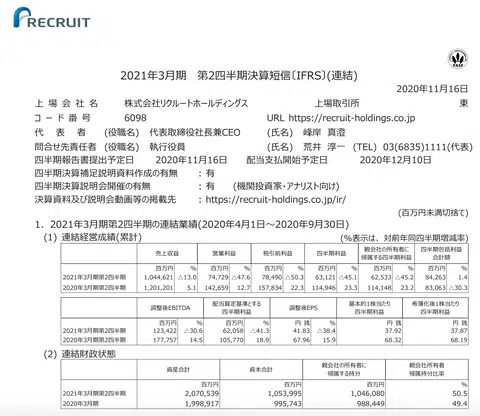 RECRUIT
2021年3月期 第2四半期決算短信〔IFRS〕(連結)
2020年11月16日
上場会社名 株式会社リクルートホールディングス 上場取引所 東
コード番号 6098 URL https://recruit-holdings.co.jp
代表者 (役職名) 代表取締役社長兼CEO (氏名) 峰岸 真澄
問合せ先責任者 (役職名) 執行役員 (氏名) 荒井 淳一 (TEL) 03(6835)1111(代表)
四半期報告書提出予定日 2020年11月16日 配当支払開始予定日 2020年12月10日
四半期決算補足説明資料作成の有無 : 有
四半期決算説明会開催の有無 : 有 (機関投資家・アナリスト向け)
決算資料及び説明会動画等の掲載先 : https://recruit-holdings.co.jp/ir/
(百万円未満切捨て)
1. 2021年3月期第2四半期の連結業績(2020年4月1日~2020年9月30日)
(1) 連結経営成績(累計) (%表示は、対前年同四半期増減率)
売上収益 営業利益 税引前利益 四半期利益 親会社の所有者に帰属する四半期利益 四半期包括利益合計額
百万円 % 百万円 % 百万円 % 百万円 % 百万円 % 百万円 %
2021年3月期第2四半期 1,044,621 △13.0 74,729 △47.6 78,490 △50.3 63,121 △45.1 62,533 △45.2 84,263 1.4
2020年3月期第2四半期 1,201,201 5.1 142,659 12.7 157,834 22.3 114,946 23.3 114,148 23.2 83,063 △30.3
調整後EBITDA 配当算定基準とする四半期利益 調整後EPS 基本的1株当たり四半期利益 希薄化後1株当たり四半期利益
百万円 % 百万円 % 円 銭 % 円 銭 円 銭
2021年3月期第2四半期 123,422 △30.6 62,058 △41.3 41.83 △38.4 37.92 37.87
2020年3月期第2四半期 177,757 14.5 105,770 18.9 67.96 15.9 68.32 68.19
(2) 連結財政状態
資産合計 資本合計 親会社の所有者に帰属する持分 親会社所有者帰属持分比率
百万円 百万円 百万円 %
2021年3月期第2四半期 2,070,539 1,053,995 1,046,080 50.5
2020年3月期 1,998,917 995,743 988,449 49.4